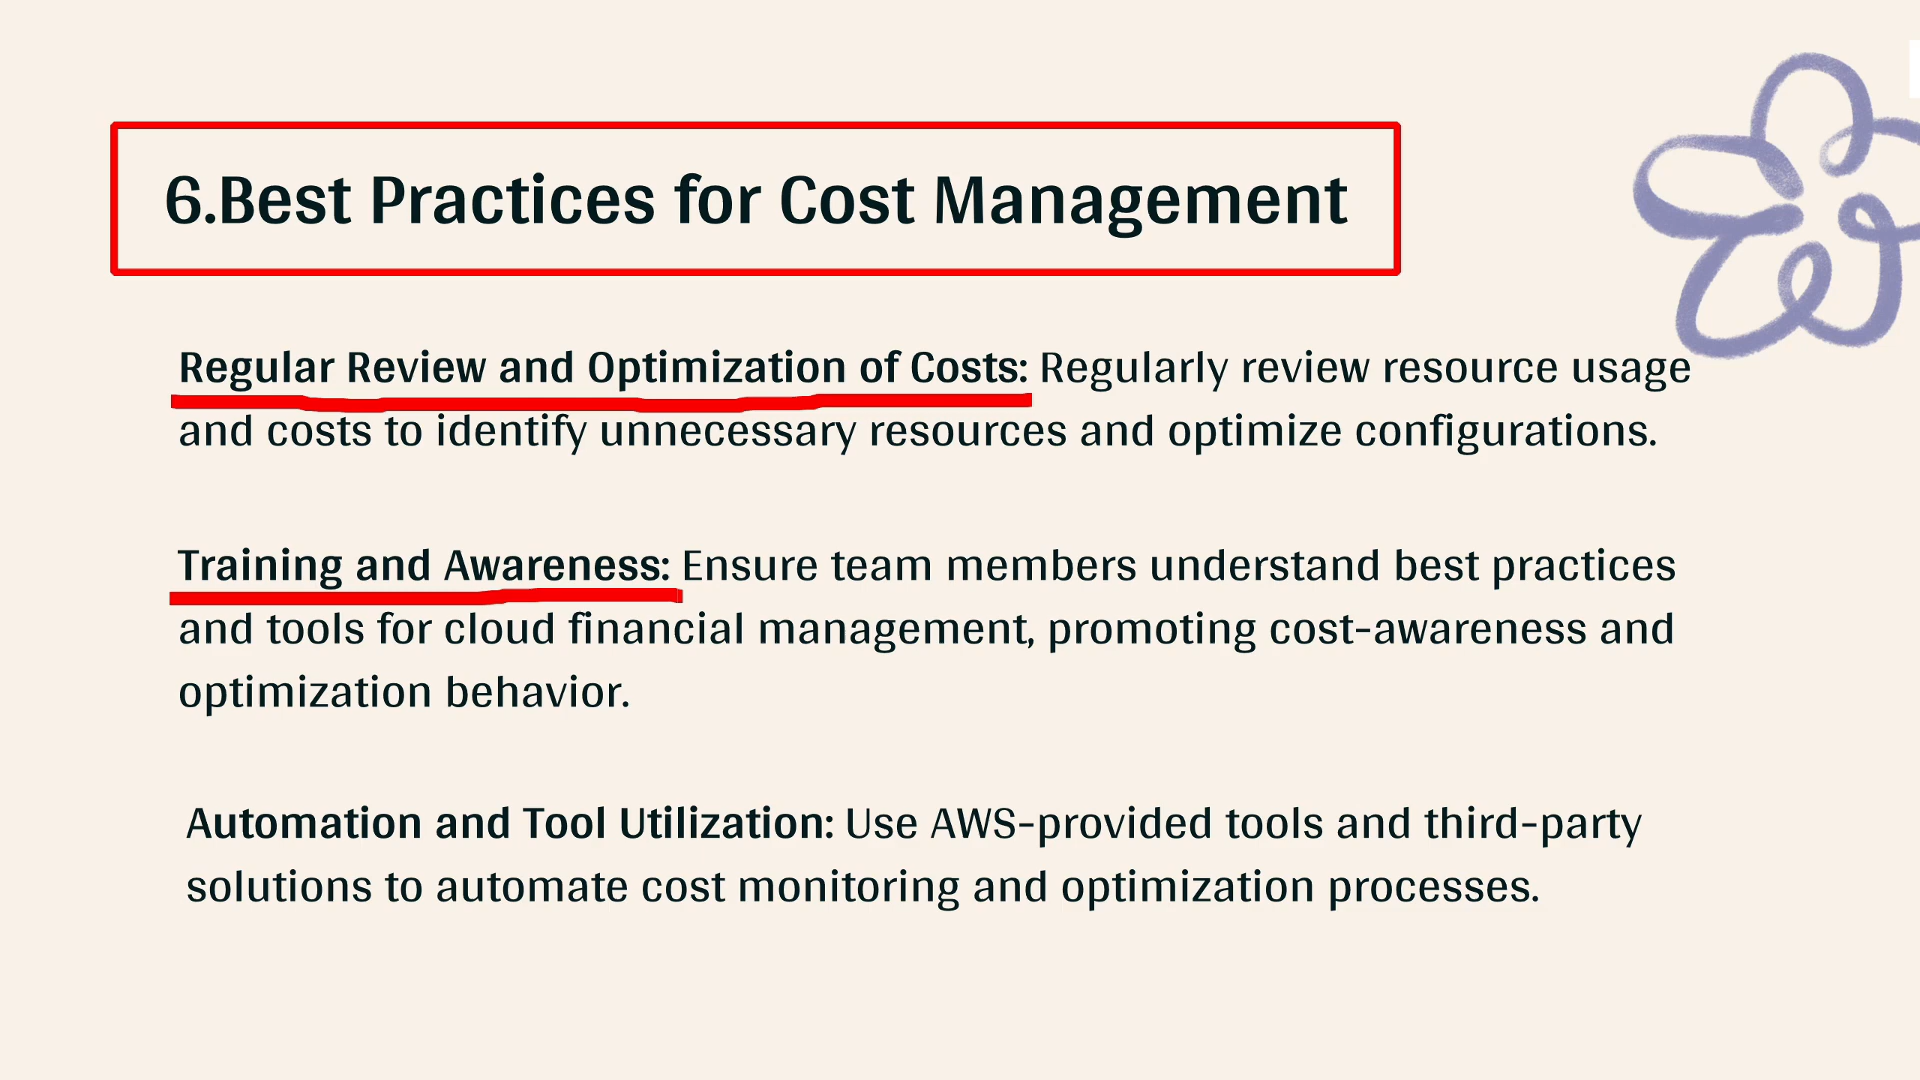 6.Best Practices for Cost Management
Regular Review and Optimization of Costs: Regularly review resource usage
and costs to identify unnecessary resources and optimize configurations.
Training and Awareness: Ensure team members understand best practices
and tools for cloud financial management, promoting cost-awareness and
optimization behavior.
Automation and Tool Utilization: Use AWS-provided tools and third-party
solutions to automate cost monitoring and optimization processes.